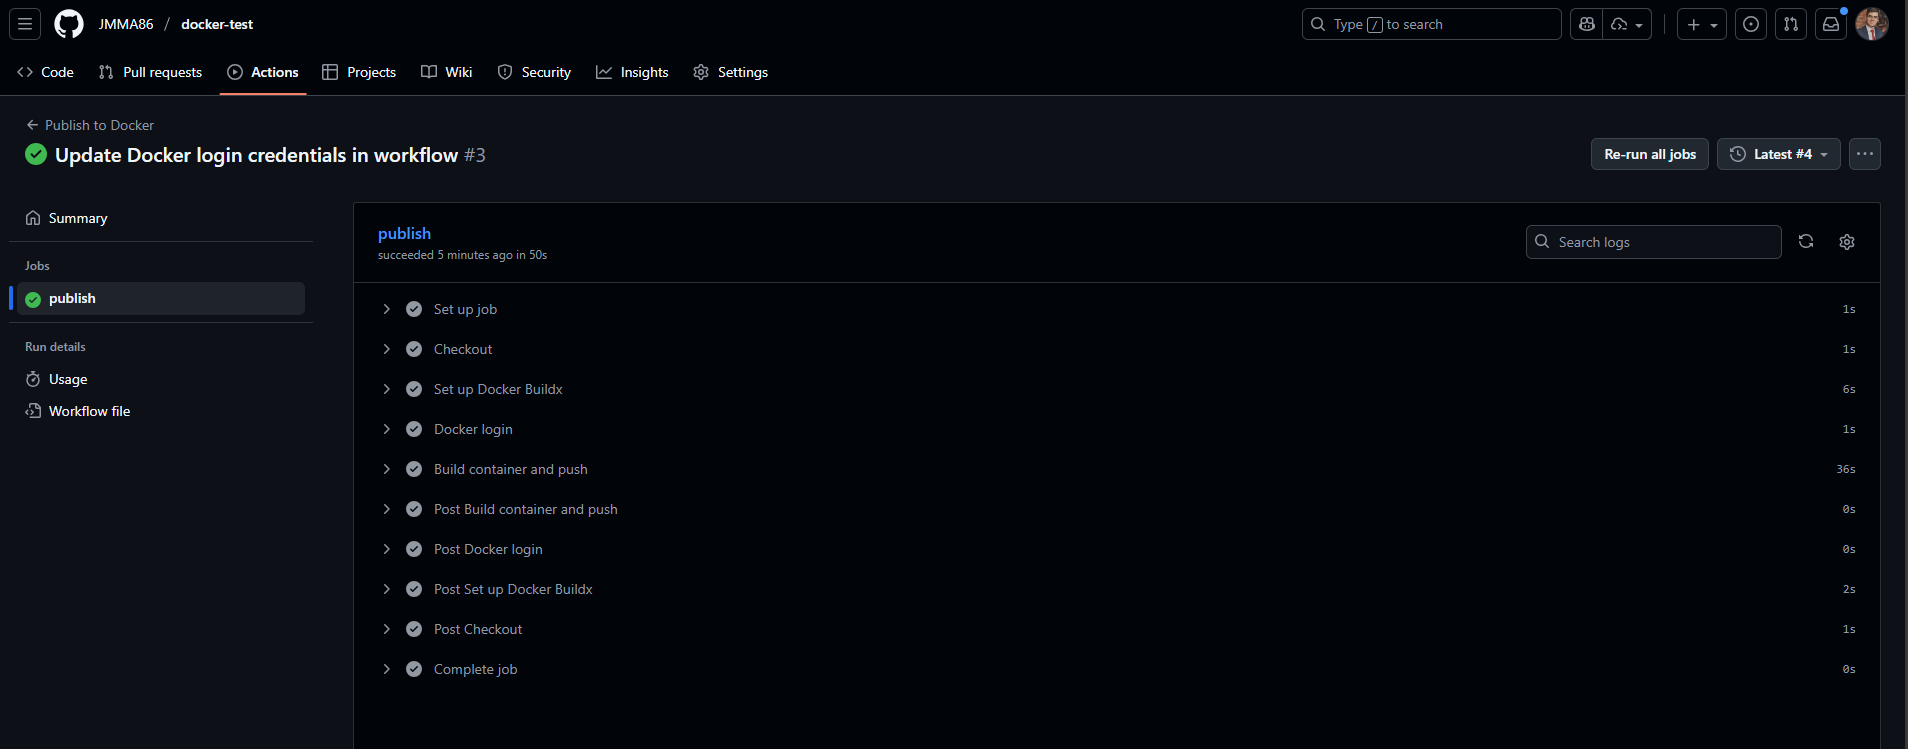 JMMA86 / docker-test
Type / to search
Code Pull requests Actions Projects Wiki Security Insights Settings
Publish to Docker
Update Docker login credentials in workflow #3
Re-run all jobs Latest #4
Summary
Jobs
publish
Run details
Usage
Workflow file
publish
succeeded 5 minutes ago in 50s
Search logs
Set up job 1s
Checkout 1s
Set up Docker Buildx 6s
Docker login 1s
Build container and push 36s
Post Build container and push 0s
Post Docker login 0s
Post Set up Docker Buildx 2s
Post Checkout 1s
Complete job 0s